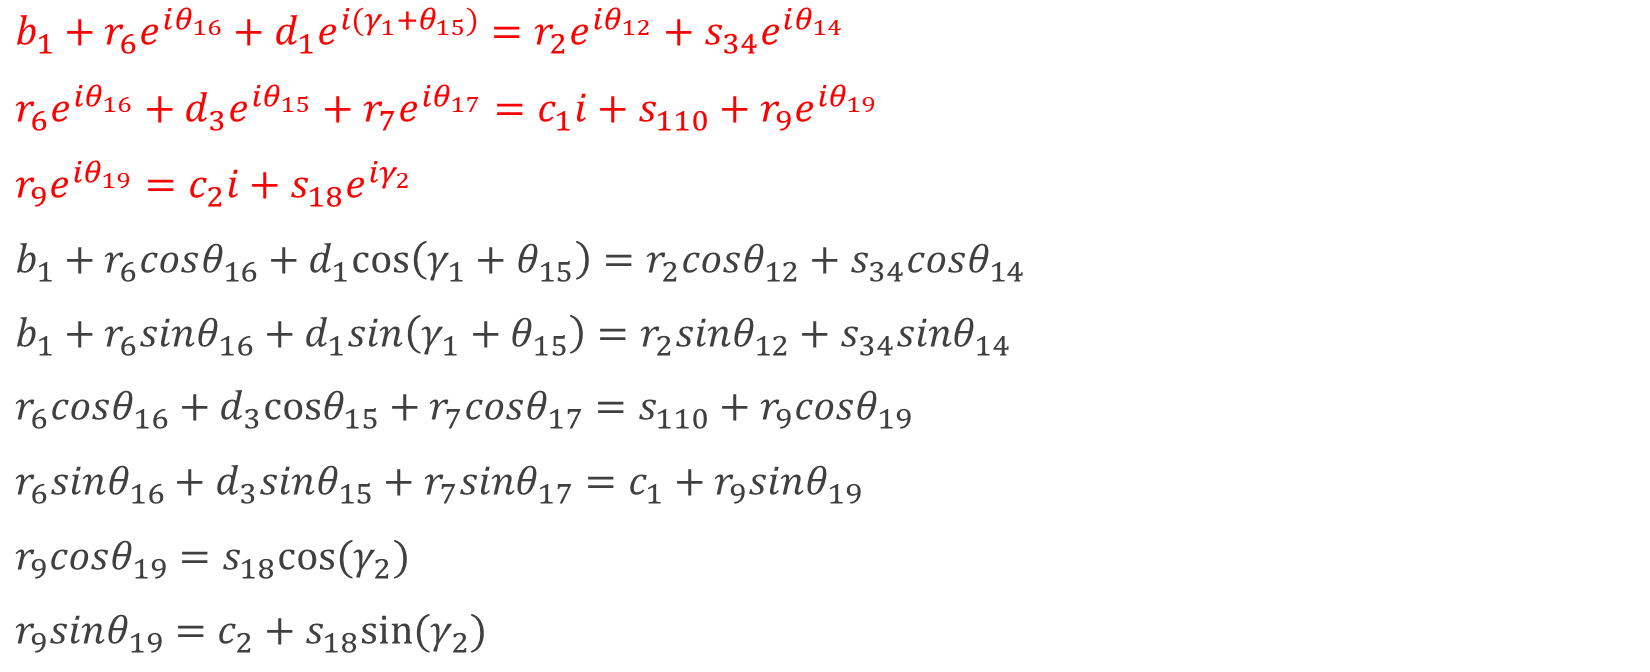 b₁ + r₆e^{iθ₁₆} + d₁e^{i(γ₁+θ₁₅)} = r₂e^{iθ₁₂} + s₃₄e^{iθ₁₄}
r₆e^{iθ₁₆} + d₃e^{iθ₁₅} + r₇e^{iθ₁₇} = c₁i + s₁₁₀ + r₉e^{iθ₁₉}
r₉e^{iθ₁₉} = c₂i + s₁₈e^{iγ₂}
b₁ + r₆cosθ₁₆ + d₁cos(γ₁ + θ₁₅) = r₂cosθ₁₂ + s₃₄cosθ₁₄
b₁ + r₆sinθ₁₆ + d₁sin(γ₁ + θ₁₅) = r₂sinθ₁₂ + s₃₄sinθ₁₄
r₆cosθ₁₆ + d₃cosθ₁₅ + r₇cosθ₁₇ = s₁₁₀ + r₉cosθ₁₉
r₆sinθ₁₆ + d₃sinθ₁₅ + r₇sinθ₁₇ = c₁ + r₉sinθ₁₉
r₉cosθ₁₉ = s₁₈cos(γ₂)
r₉sinθ₁₉ = c₂ + s₁₈sin(γ₂)